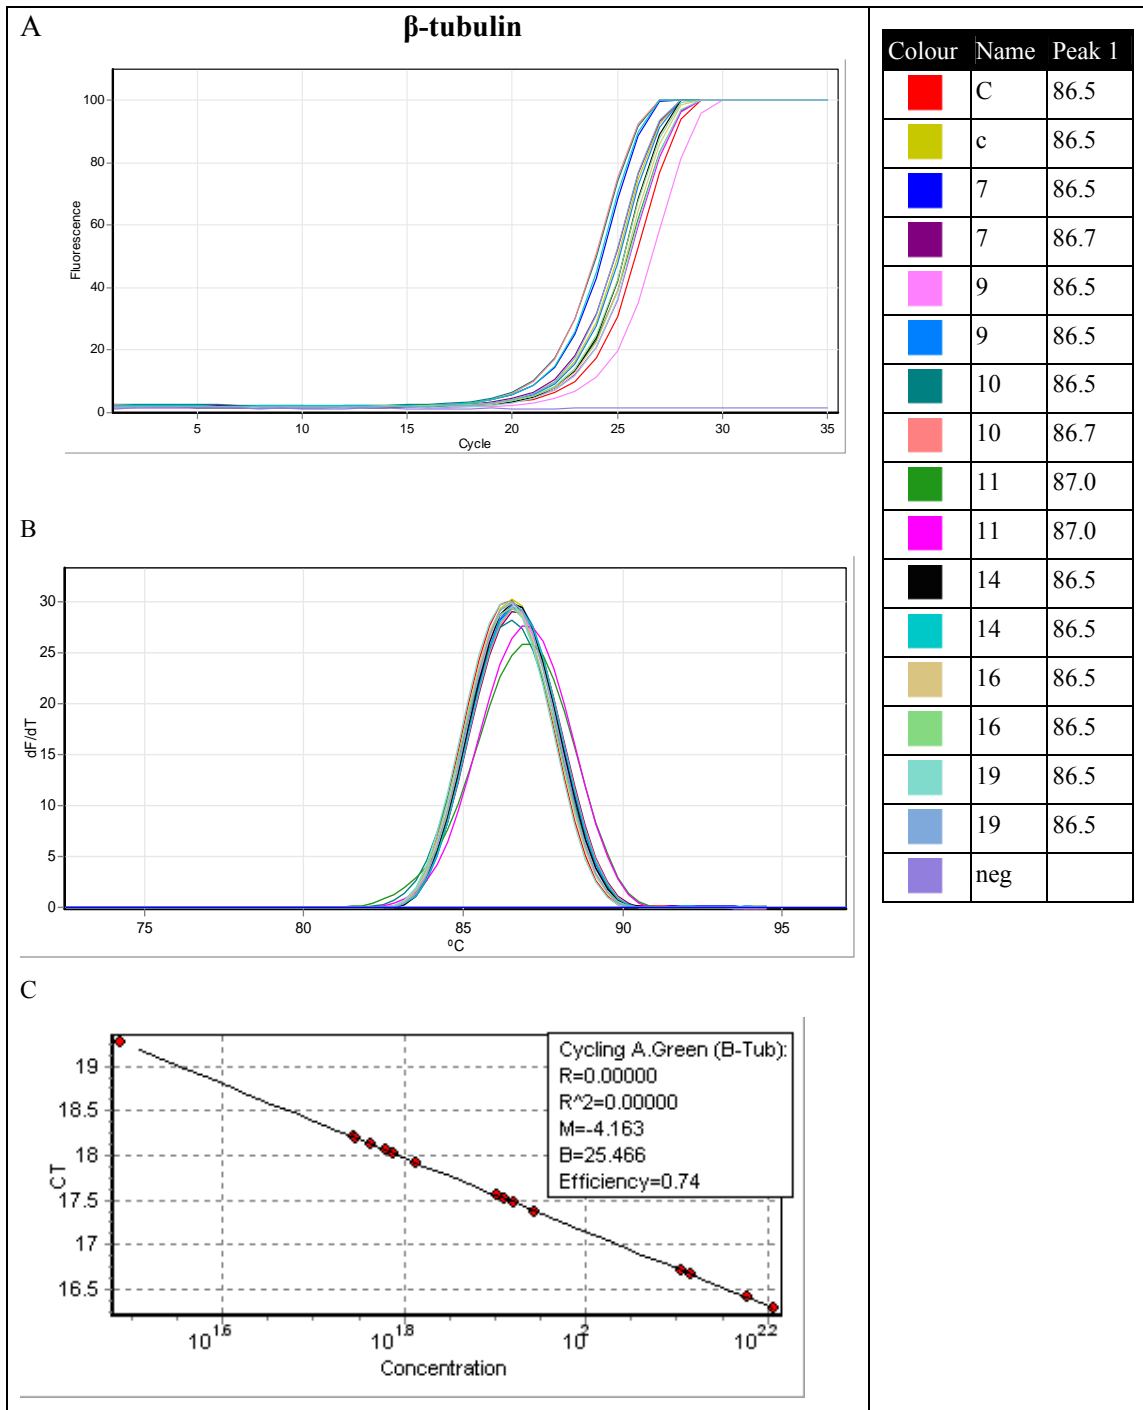 A
β-tubulin
100
80
60
40
20
0
Fluorescence
5
10
15
20
25
30
35
Cycle
B
30
25
20
15
10
5
0
dF/dT
75
80
85
90
95
ºC
C
19
18.5
18
17.5
17
16.5
CT
Cycling A.Green (B-Tub):
R=0.00000
R^2=0.00000
M=-4.163
B=25.466
Efficiency=0.74
10^1.6
10^1.8
10^2
10^2.2
Concentration
Colour Name Peak 1
C 86.5
c 86.5
7 86.5
7 86.7
9 86.5
9 86.5
10 86.5
10 86.7
11 87.0
11 87.0
14 86.5
14 86.5
16 86.5
16 86.5
19 86.5
19 86.5
neg